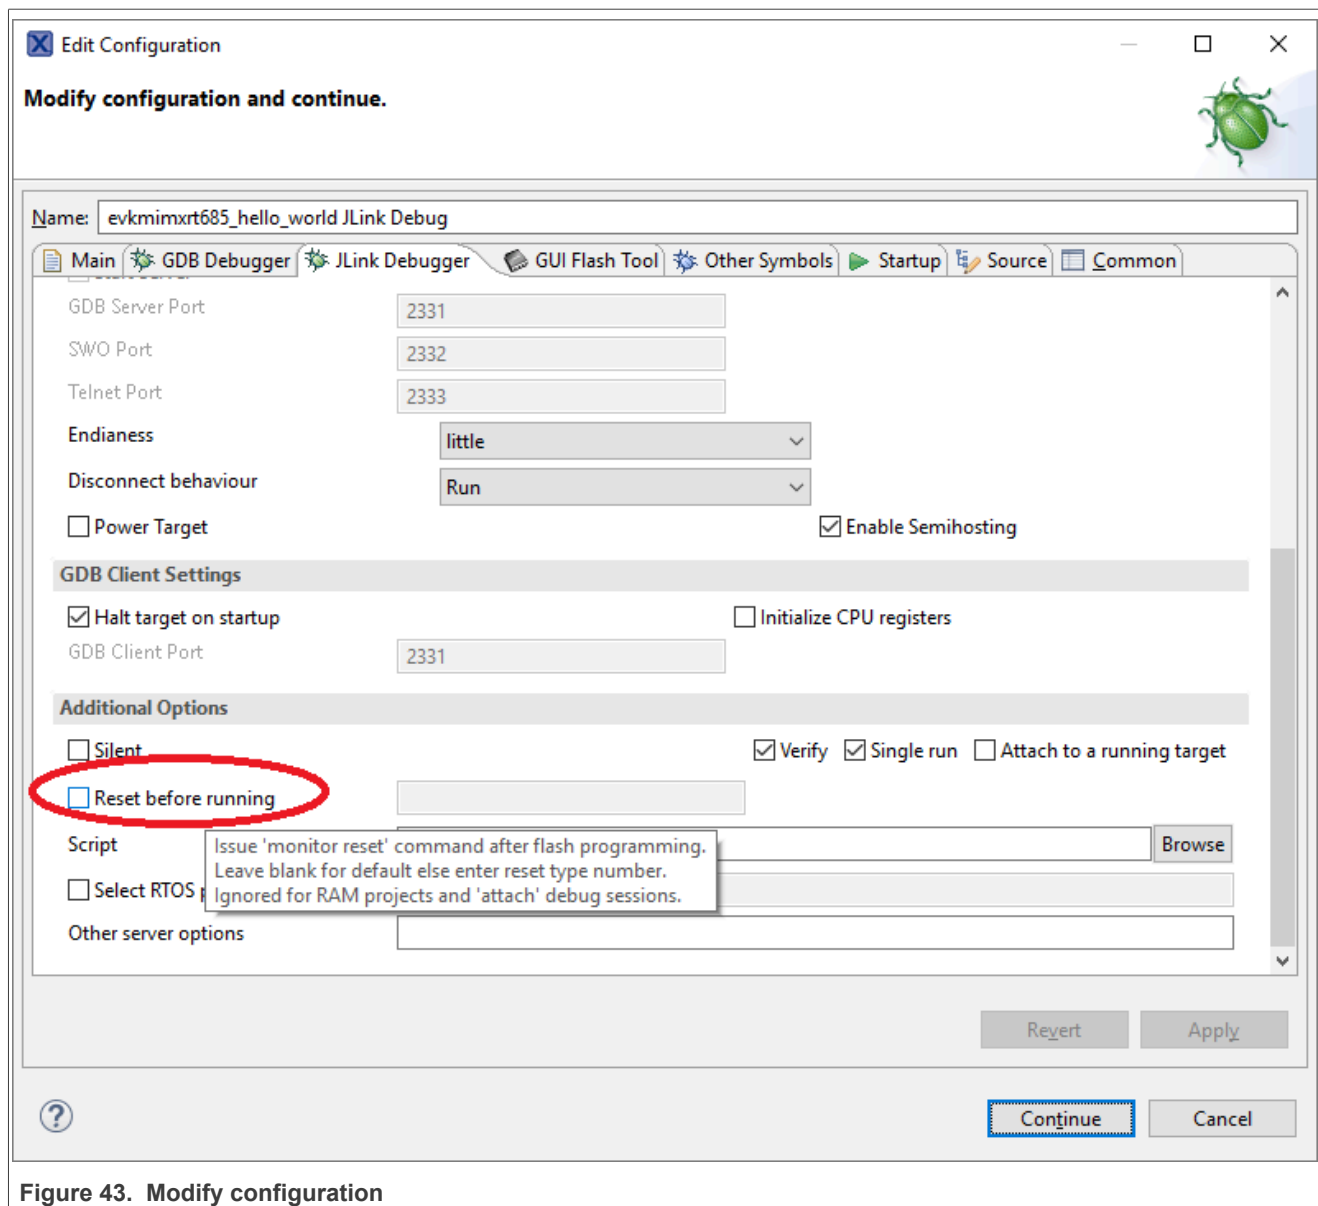 Edit Configuration
Modify configuration and continue.
Name: evkmimxrt685_hello_world JLink Debug
Main GDB Debugger JLink Debugger GUI Flash Tool Other Symbols Startup Source Common
GDB Server Port 2331
SWO Port 2332
Telnet Port 2333
Endianess little
Disconnect behaviour Run
Power Target Enable Semihosting
GDB Client Settings
Halt target on startup Initialize CPU registers
GDB Client Port 2331
Additional Options
Silent Verify Single run Attach to a running target
Reset before running
Script Browse
Issue 'monitor reset' command after flash programming.
Leave blank for default else enter reset type number.
Ignored for RAM projects and 'attach' debug sessions.
Select RTOS
Other server options
Revert Apply
? Continue Cancel
Figure 43. Modify configuration